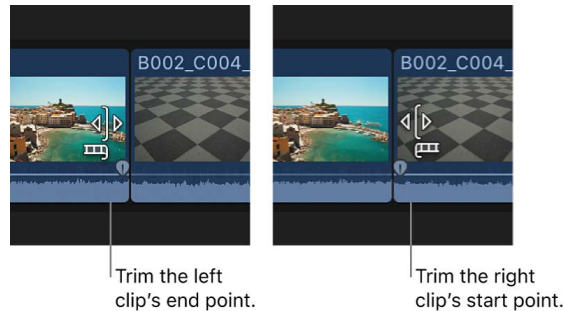 B002_C004_
B002_C004_
Trim the left
clip's end point.
Trim the right
clip's start point.